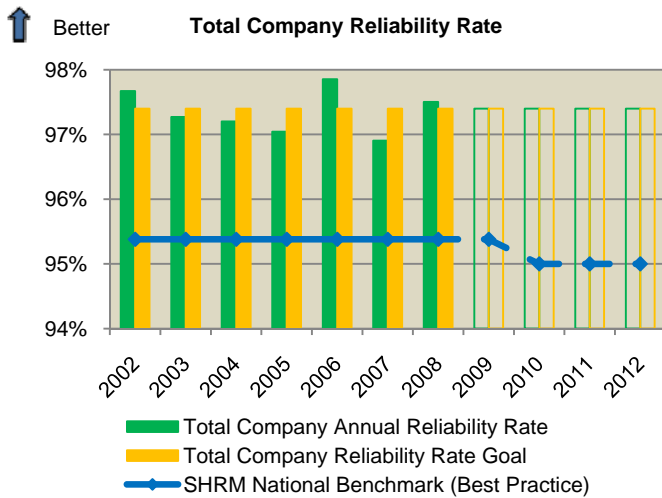 Better
Total Company Reliability Rate
98%
97%
96%
95%
94%
2002 2003 2004 2005 2006 2007 2008 2009 2010 2011 2012
Total Company Annual Reliability Rate
Total Company Reliability Rate Goal
SHRM National Benchmark (Best Practice)